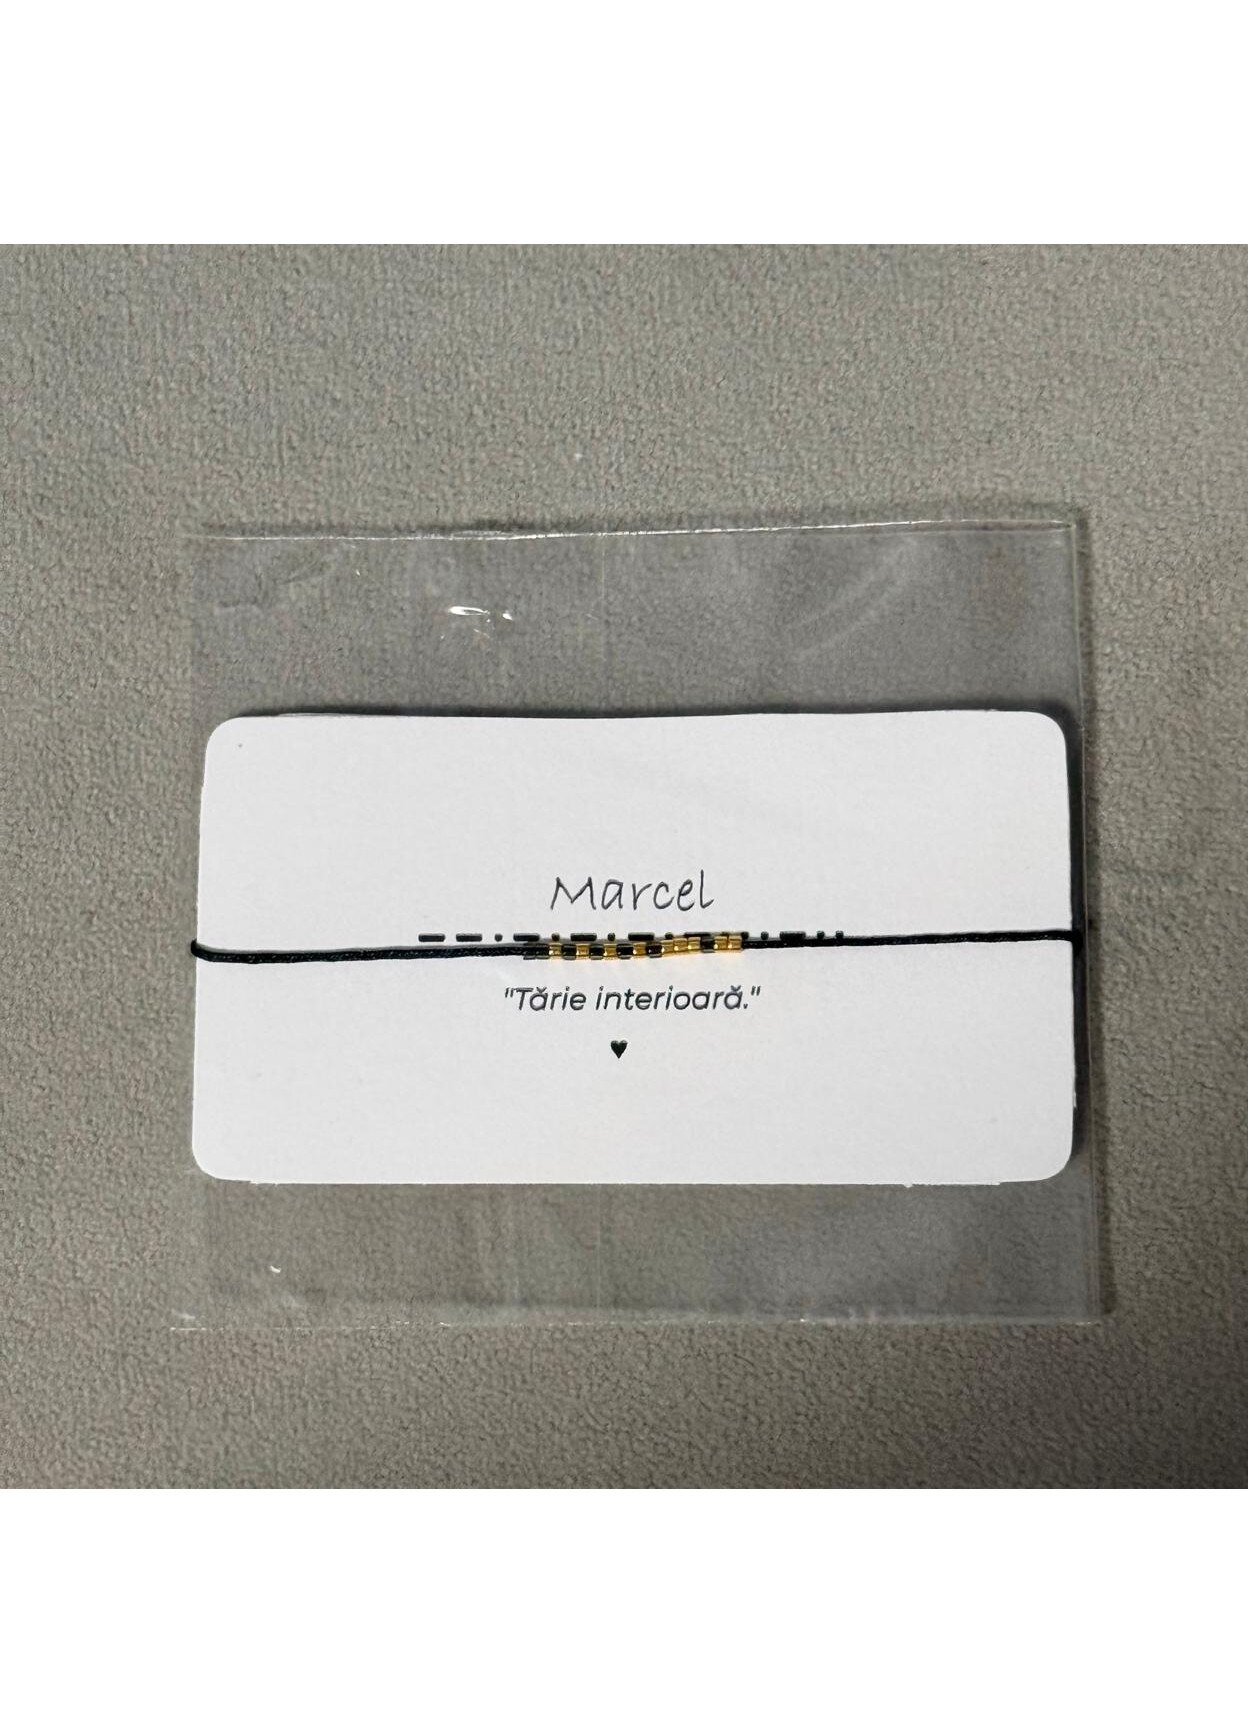 Marcel
"Tărie interioară."
♥